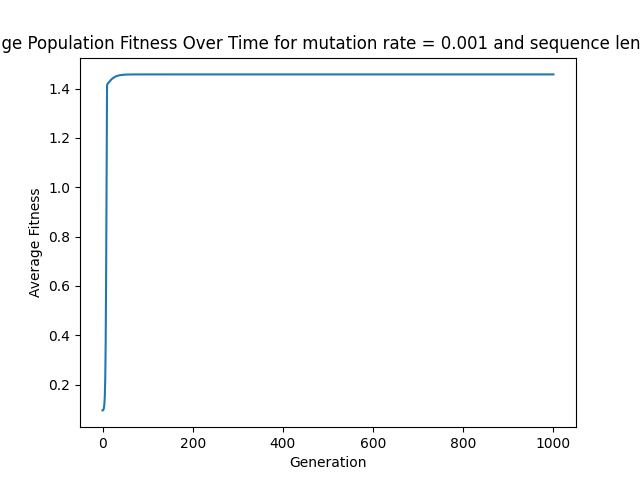 ge Population Fitness Over Time for mutation rate = 0.001 and sequence len
1.4
1.2
1.0
0.8
0.6
0.4
0.2
Average Fitness
0 200 400 600 800 1000
Generation